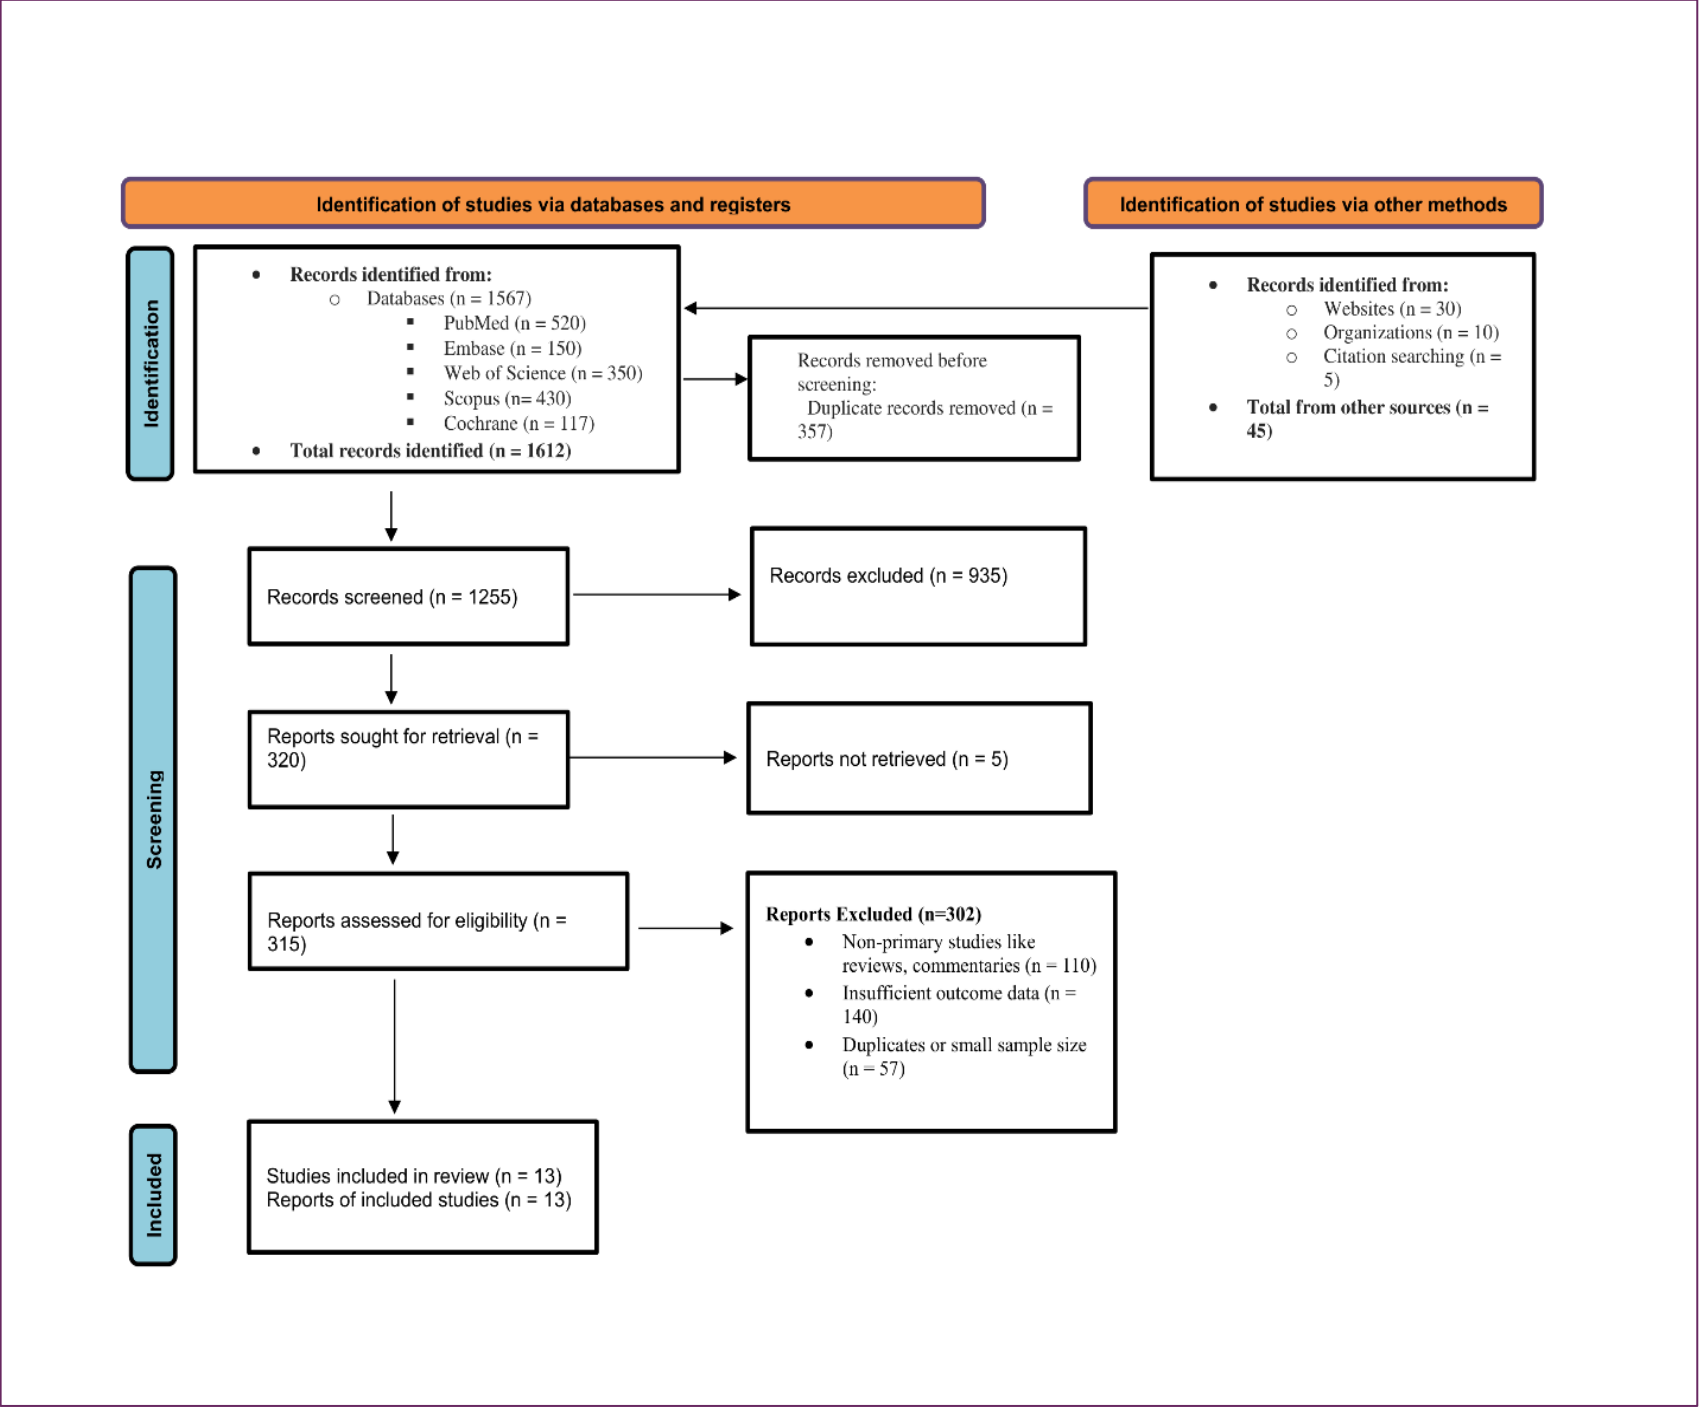 Identification of studies via databases and registers
Identification of studies via other methods
Identification
• Records identified from:
○ Databases (n = 1567)
▪ PubMed (n = 520)
▪ Embase (n = 150)
▪ Web of Science (n = 350)
▪ Scopus (n= 430)
▪ Cochrane (n = 117)
• Total records identified (n = 1612)
Records removed before
screening:
Duplicate records removed (n =
357)
• Records identified from:
○ Websites (n = 30)
○ Organizations (n = 10)
○ Citation searching (n =
5)
• Total from other sources (n =
45)
Screening
Records screened (n = 1255)
Records excluded (n = 935)
Reports sought for retrieval (n =
320)
Reports not retrieved (n = 5)
Reports assessed for eligibility (n =
315)
Reports Excluded (n=302)
• Non-primary studies like
reviews, commentaries (n = 110)
• Insufficient outcome data (n =
140)
• Duplicates or small sample size
(n = 57)
Included
Studies included in review (n = 13)
Reports of included studies (n = 13)